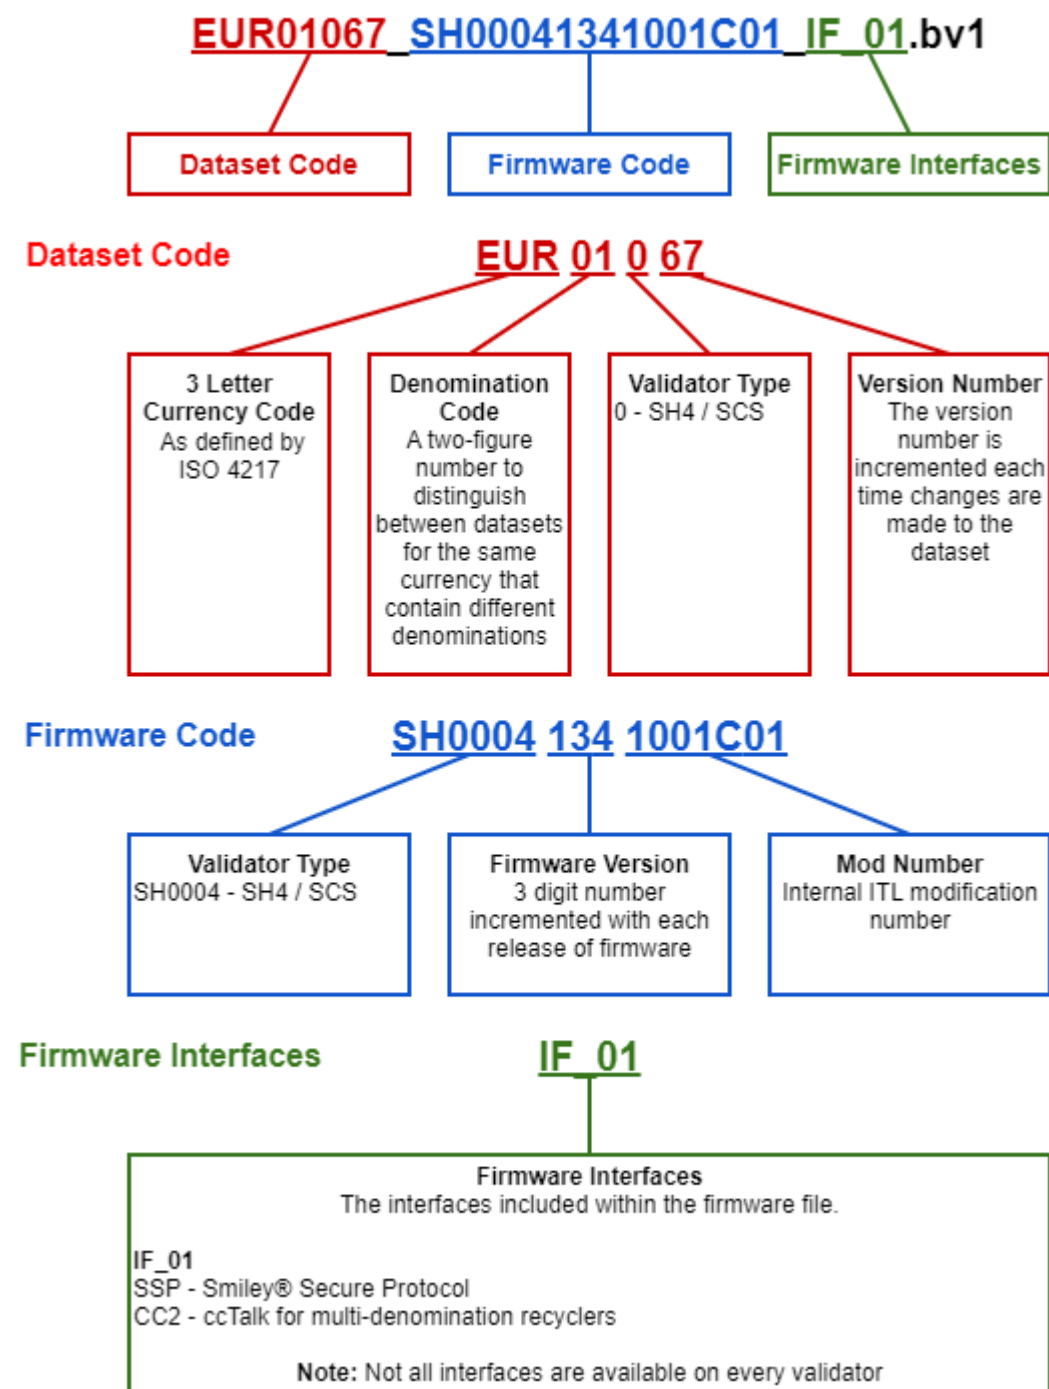 EUR01067_SH00041341001C01_IF_01.bv1
Dataset Code
Firmware Code
Firmware Interfaces
Dataset Code
EUR 01 0 67
3 Letter
Currency Code
As defined by
ISO 4217
Denomination
Code
A two-figure
number to
distinguish
between datasets
for the same
currency that
contain different
denominations
Validator Type
0 - SH4 / SCS
Version Number
The version
number is
incremented each
time changes are
made to the
dataset
Firmware Code
SH0004 134 1001C01
Validator Type
SH0004 - SH4 / SCS
Firmware Version
3 digit number
incremented with each
release of firmware
Mod Number
Internal ITL modification
number
Firmware Interfaces
IF_01
Firmware Interfaces
The interfaces included within the firmware file.
IF_01
SSP - Smiley® Secure Protocol
CC2 - ccTalk for multi-denomination recyclers
Note: Not all interfaces are available on every validator